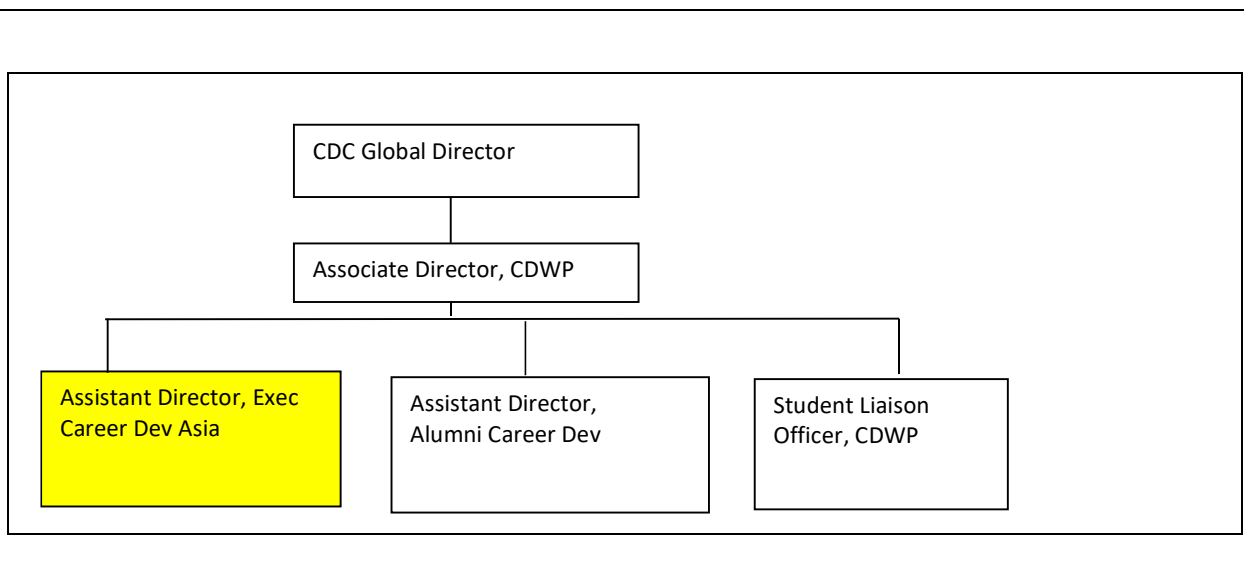 CDC Global Director
Associate Director, CDWP
Assistant Director, Exec
Career Dev Asia
Assistant Director,
Alumni Career Dev
Student Liaison
Officer, CDWP